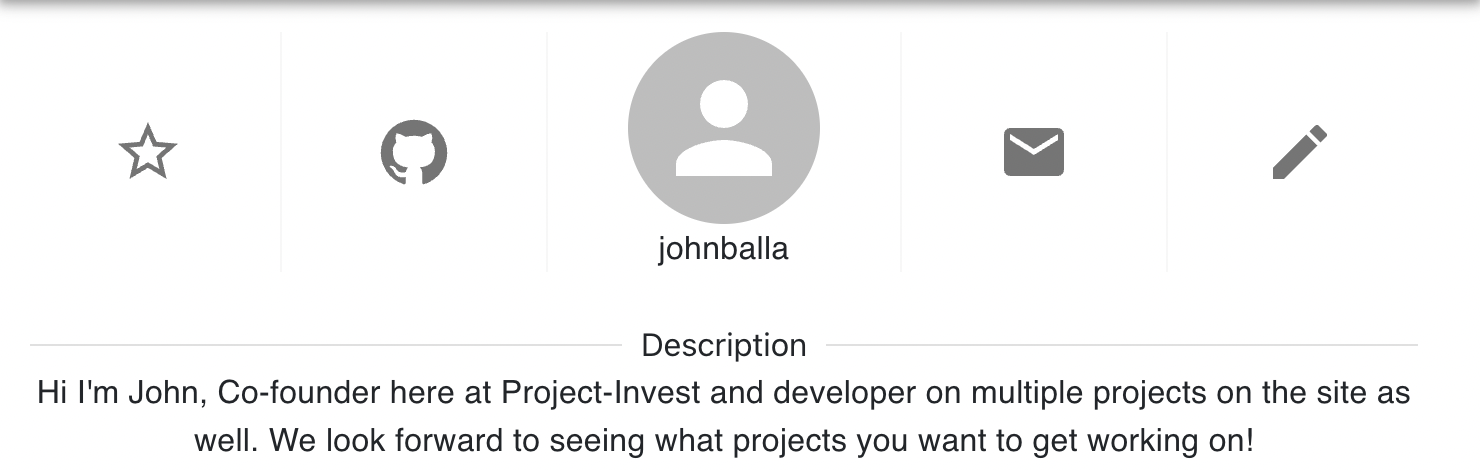 johnballa
Description
Hi I'm John, Co-founder here at Project-Invest and developer on multiple projects on the site as
well. We look forward to seeing what projects you want to get working on!